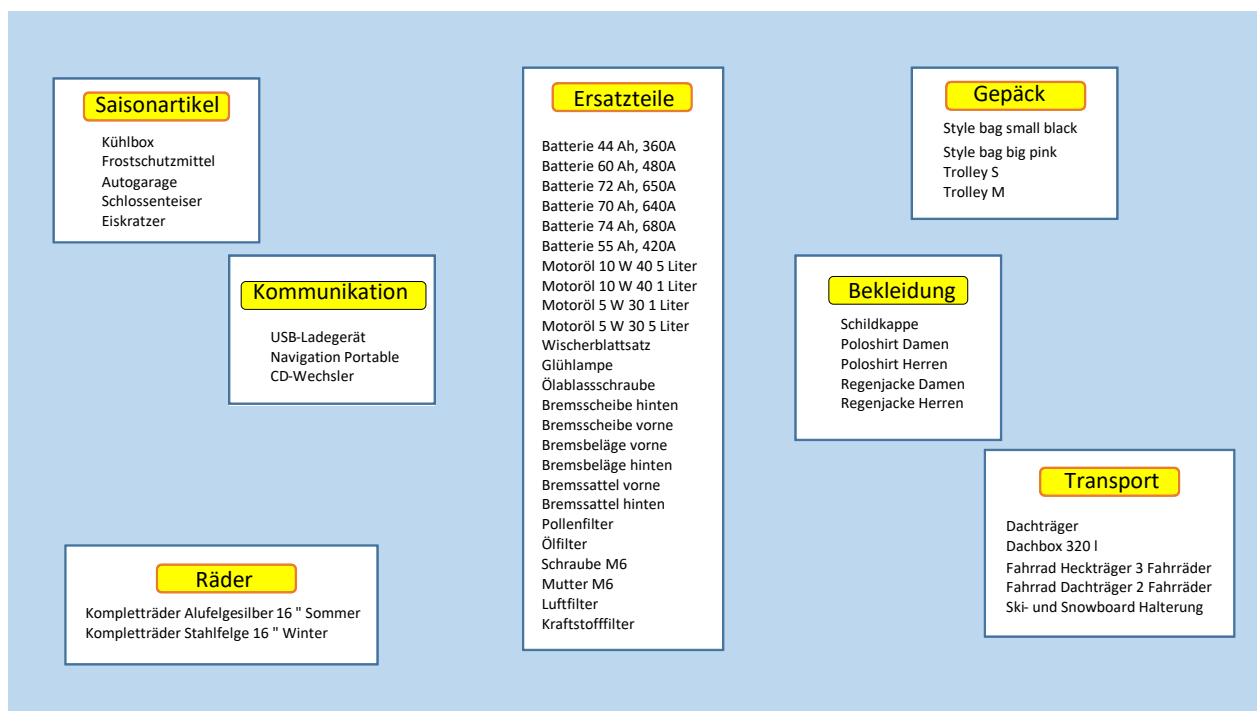 Saisonartikel
Kühlbox
Frostschutzmittel
Autogarage
Schlossenteiser
Eiskratzer
Kommunikation
USB-Ladegerät
Navigation Portable
CD-Wechsler
Räder
Kompletträder Alufelgesilber 16 " Sommer
Kompletträder Stahlfelge 16 " Winter
Ersatzteile
Batterie 44 Ah, 360A
Batterie 60 Ah, 480A
Batterie 72 Ah, 650A
Batterie 70 Ah, 640A
Batterie 74 Ah, 680A
Batterie 55 Ah, 420A
Motoröl 10 W 40 5 Liter
Motoröl 10 W 40 1 Liter
Motoröl 5 W 30 1 Liter
Motoröl 5 W 30 5 Liter
Wischerblattsatz
Glühlampe
Ölablassschraube
Bremsscheibe hinten
Bremsscheibe vorne
Bremsbeläge vorne
Bremsbeläge hinten
Bremssattel vorne
Bremssattel hinten
Pollenfilter
Ölfilter
Schraube M6
Mutter M6
Luftfilter
Kraftstofffilter
Gepäck
Style bag small black
Style bag big pink
Trolley S
Trolley M
Bekleidung
Schildkappe
Poloshirt Damen
Poloshirt Herren
Regenjacke Damen
Regenjacke Herren
Transport
Dachträger
Dachbox 320 l
Fahrrad Heckträger 3 Fahrräder
Fahrrad Dachträger 2 Fahrräder
Ski- und Snowboard Halterung